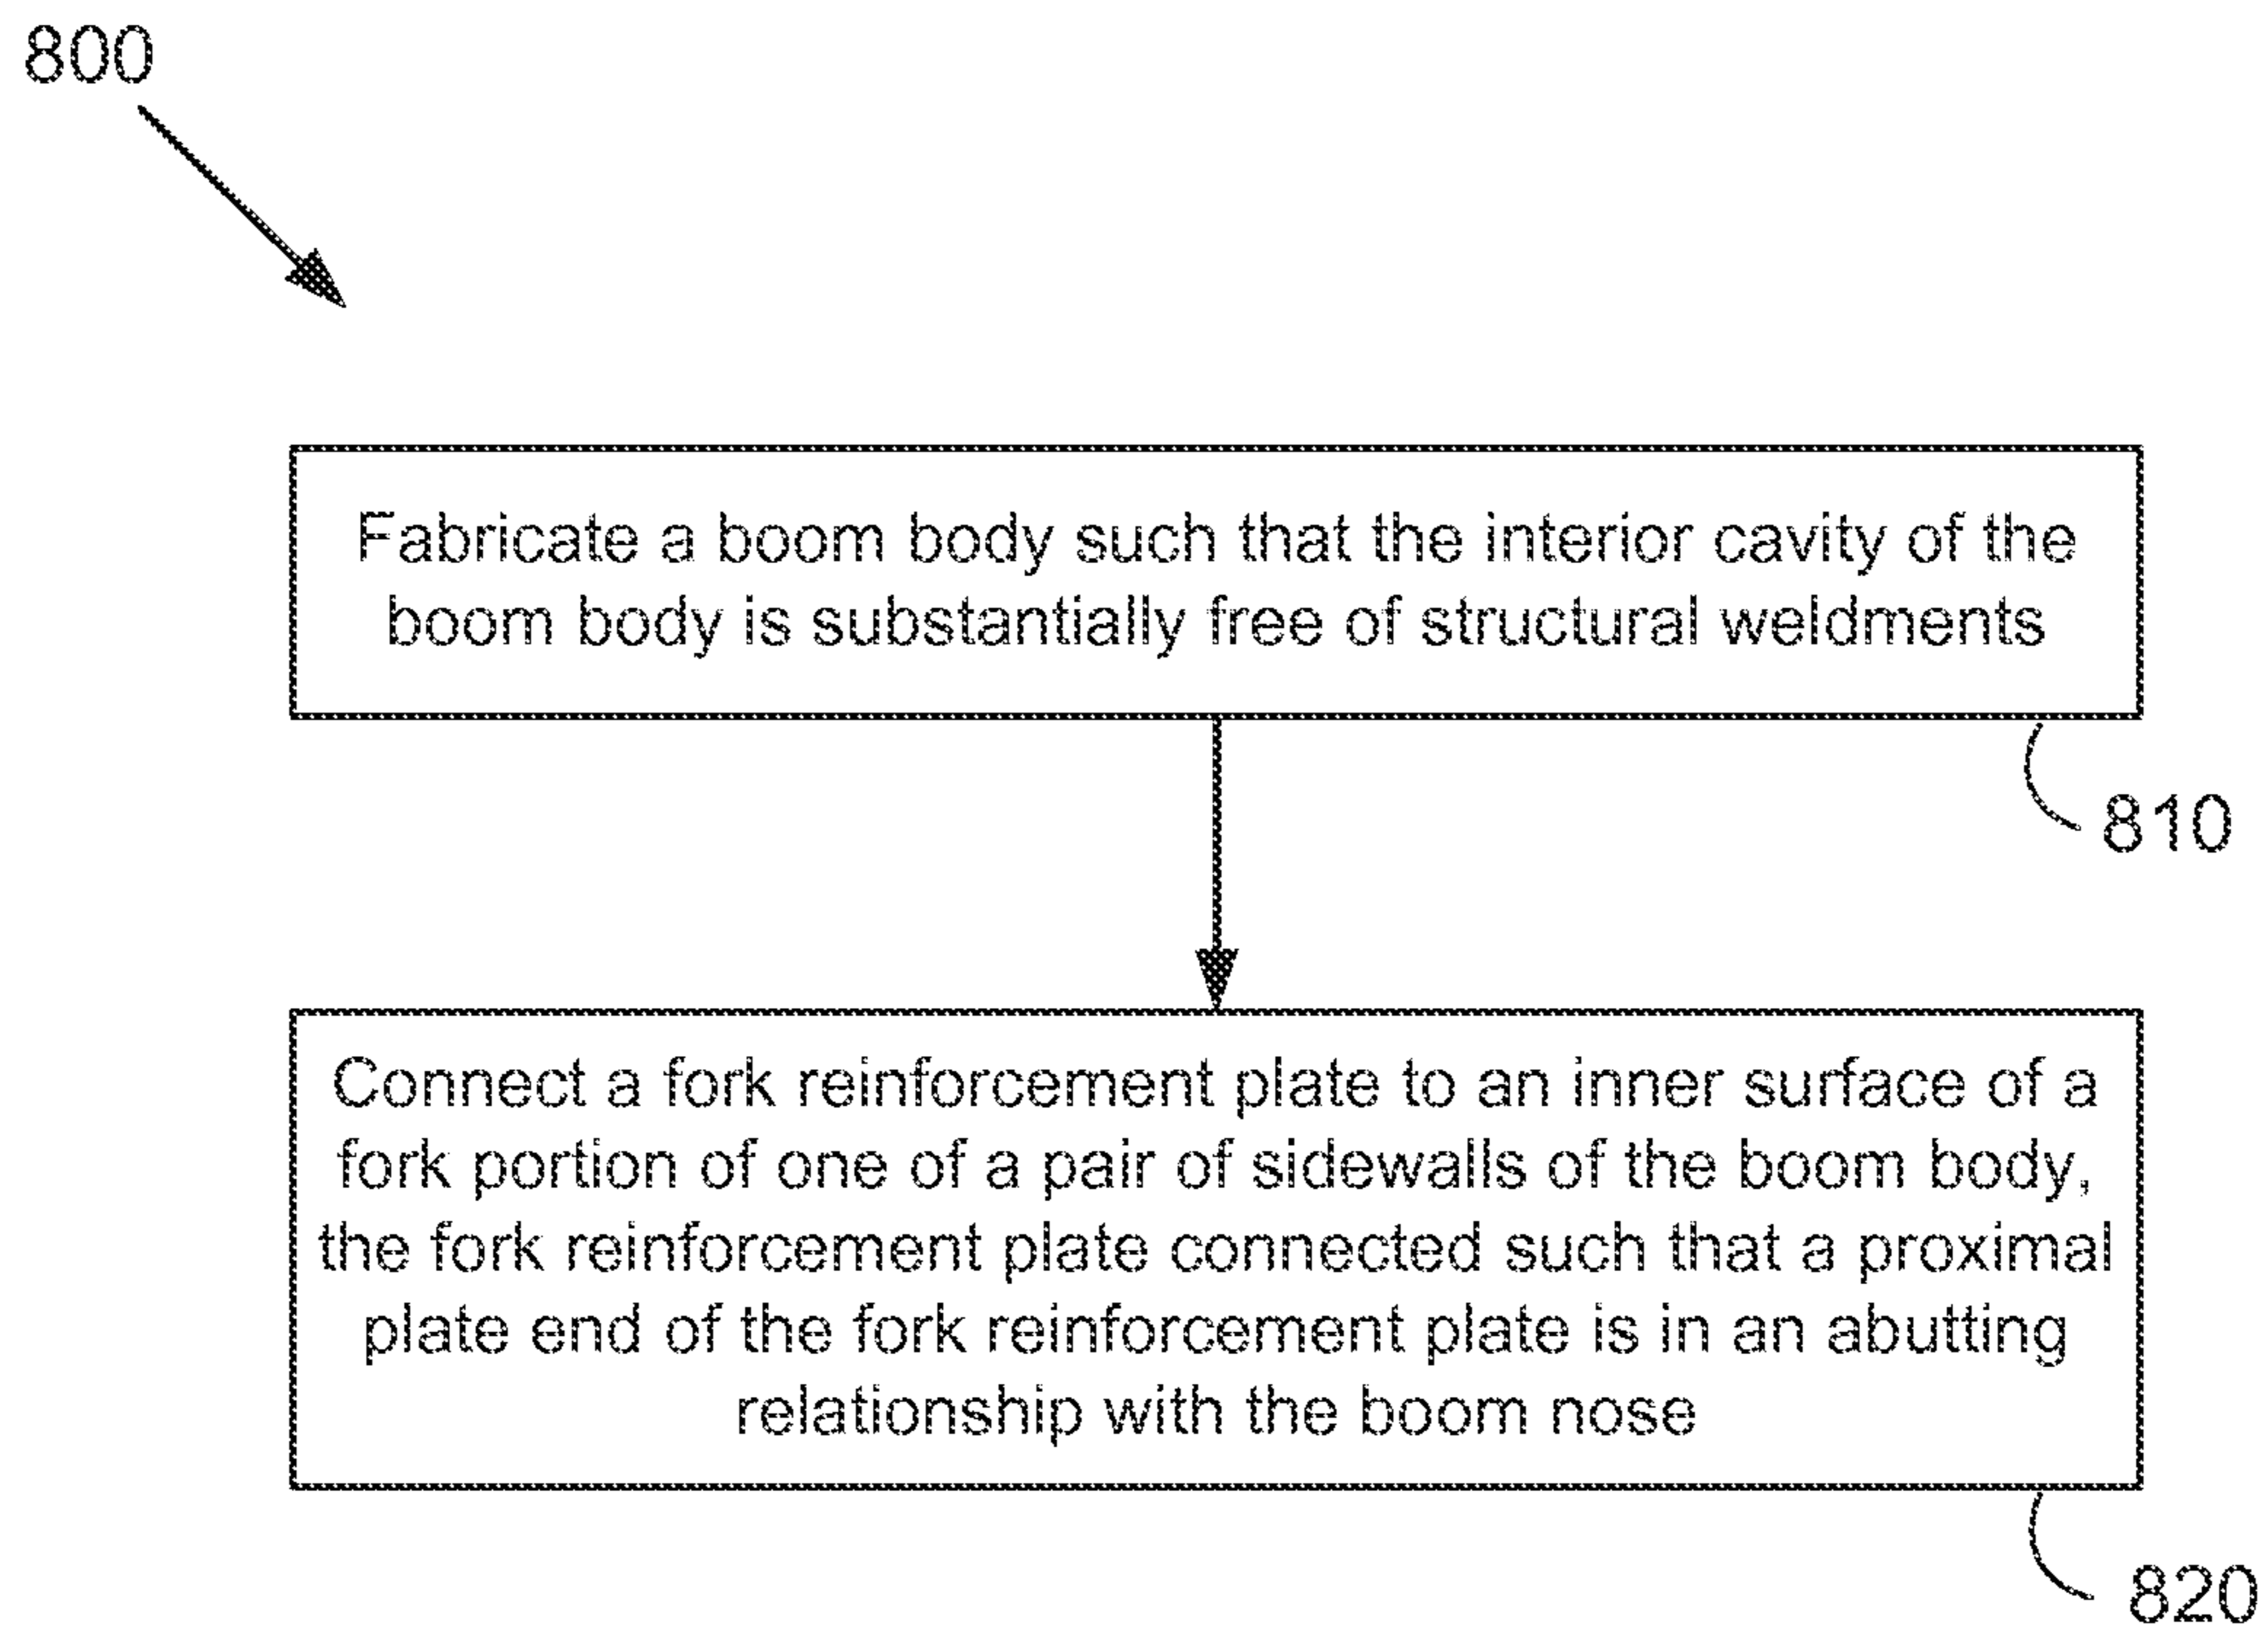 800
Fabricate a boom body such that the interior cavity of the
boom body is substantially free of structural weldments
810
Connect a fork reinforcement plate to an inner surface of a
fork portion of one of a pair of sidewalls of the boom body,
the fork reinforcement plate connected such that a proximal
plate end of the fork reinforcement plate is in an abutting
relationship with the boom nose
820